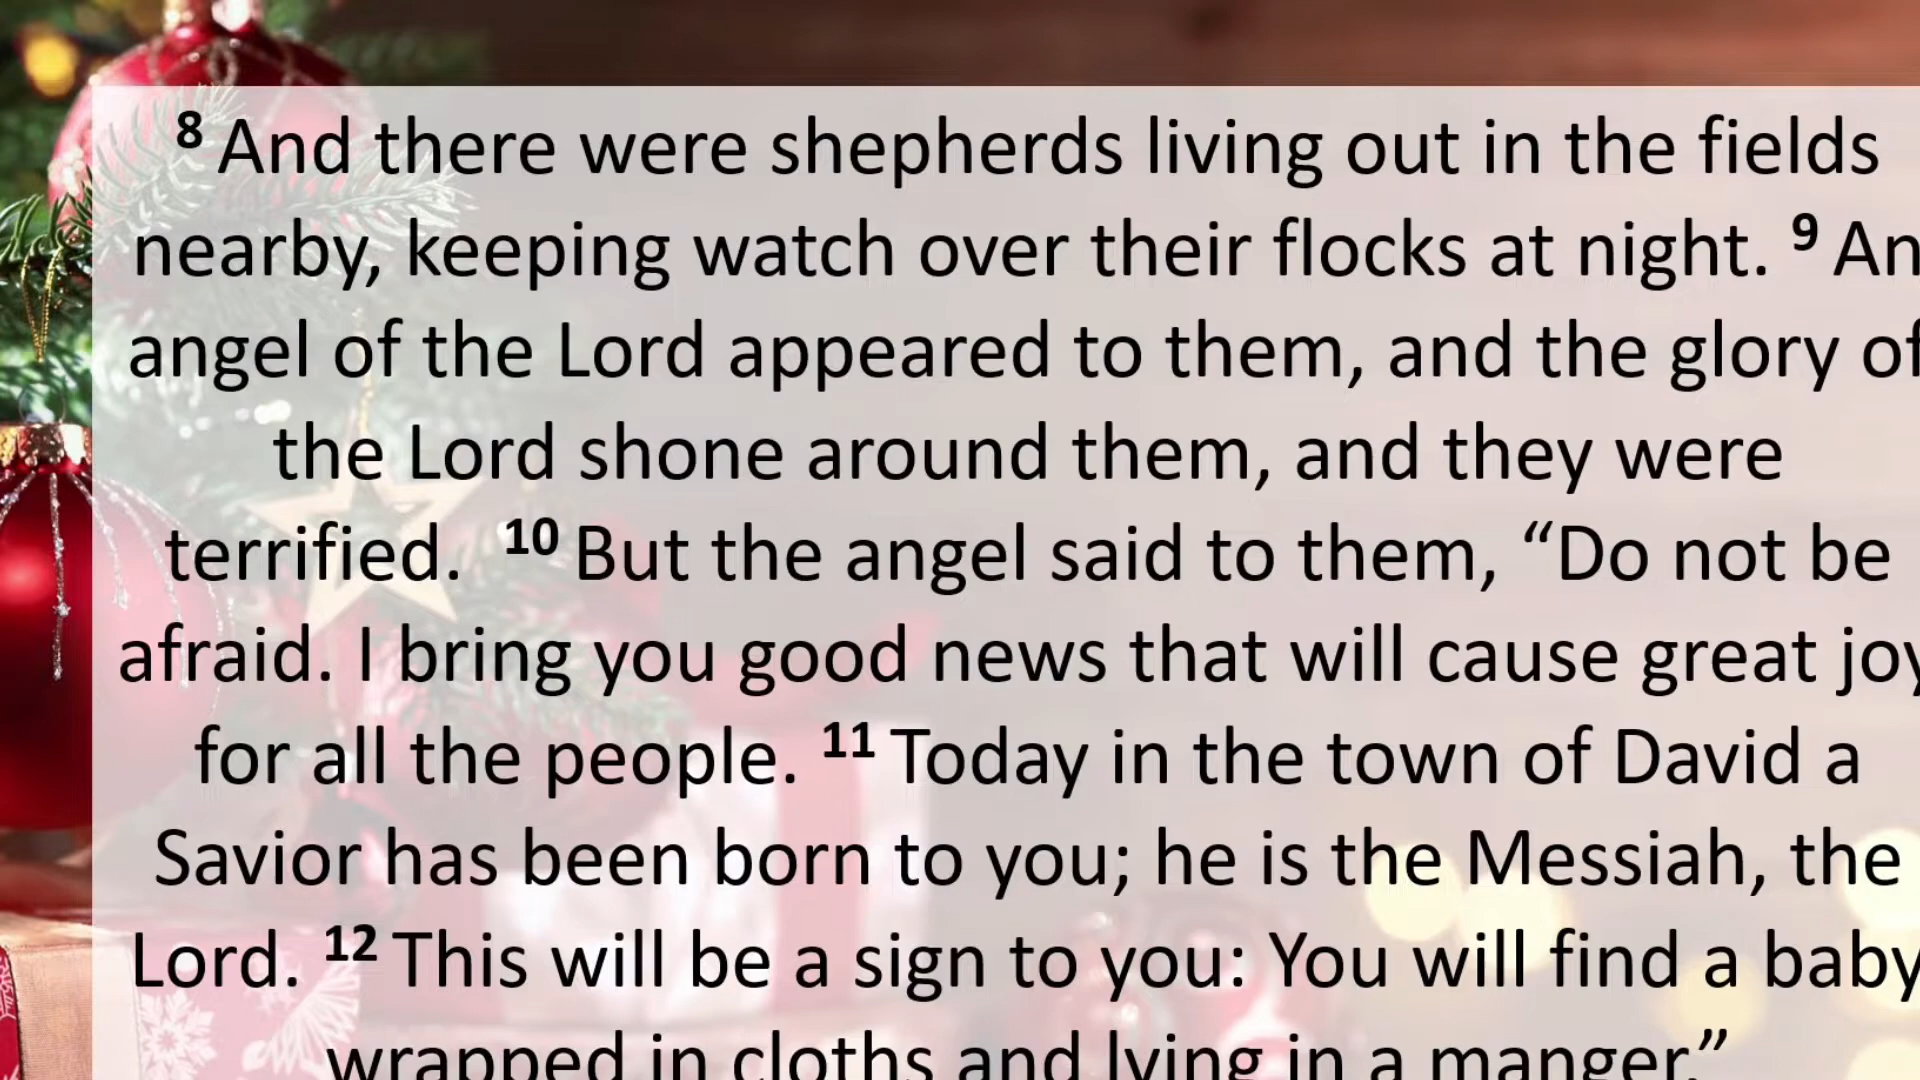 8 And there were shepherds living out in the fields
nearby, keeping watch over their flocks at night. 9 An
angel of the Lord appeared to them, and the glory of
the Lord shone around them, and they were
terrified. 10 But the angel said to them, “Do not be
afraid. I bring you good news that will cause great joy
for all the people. 11 Today in the town of David a
Savior has been born to you; he is the Messiah, the
Lord. 12 This will be a sign to you: You will find a baby
wrapped in cloths and lying in a manger.”